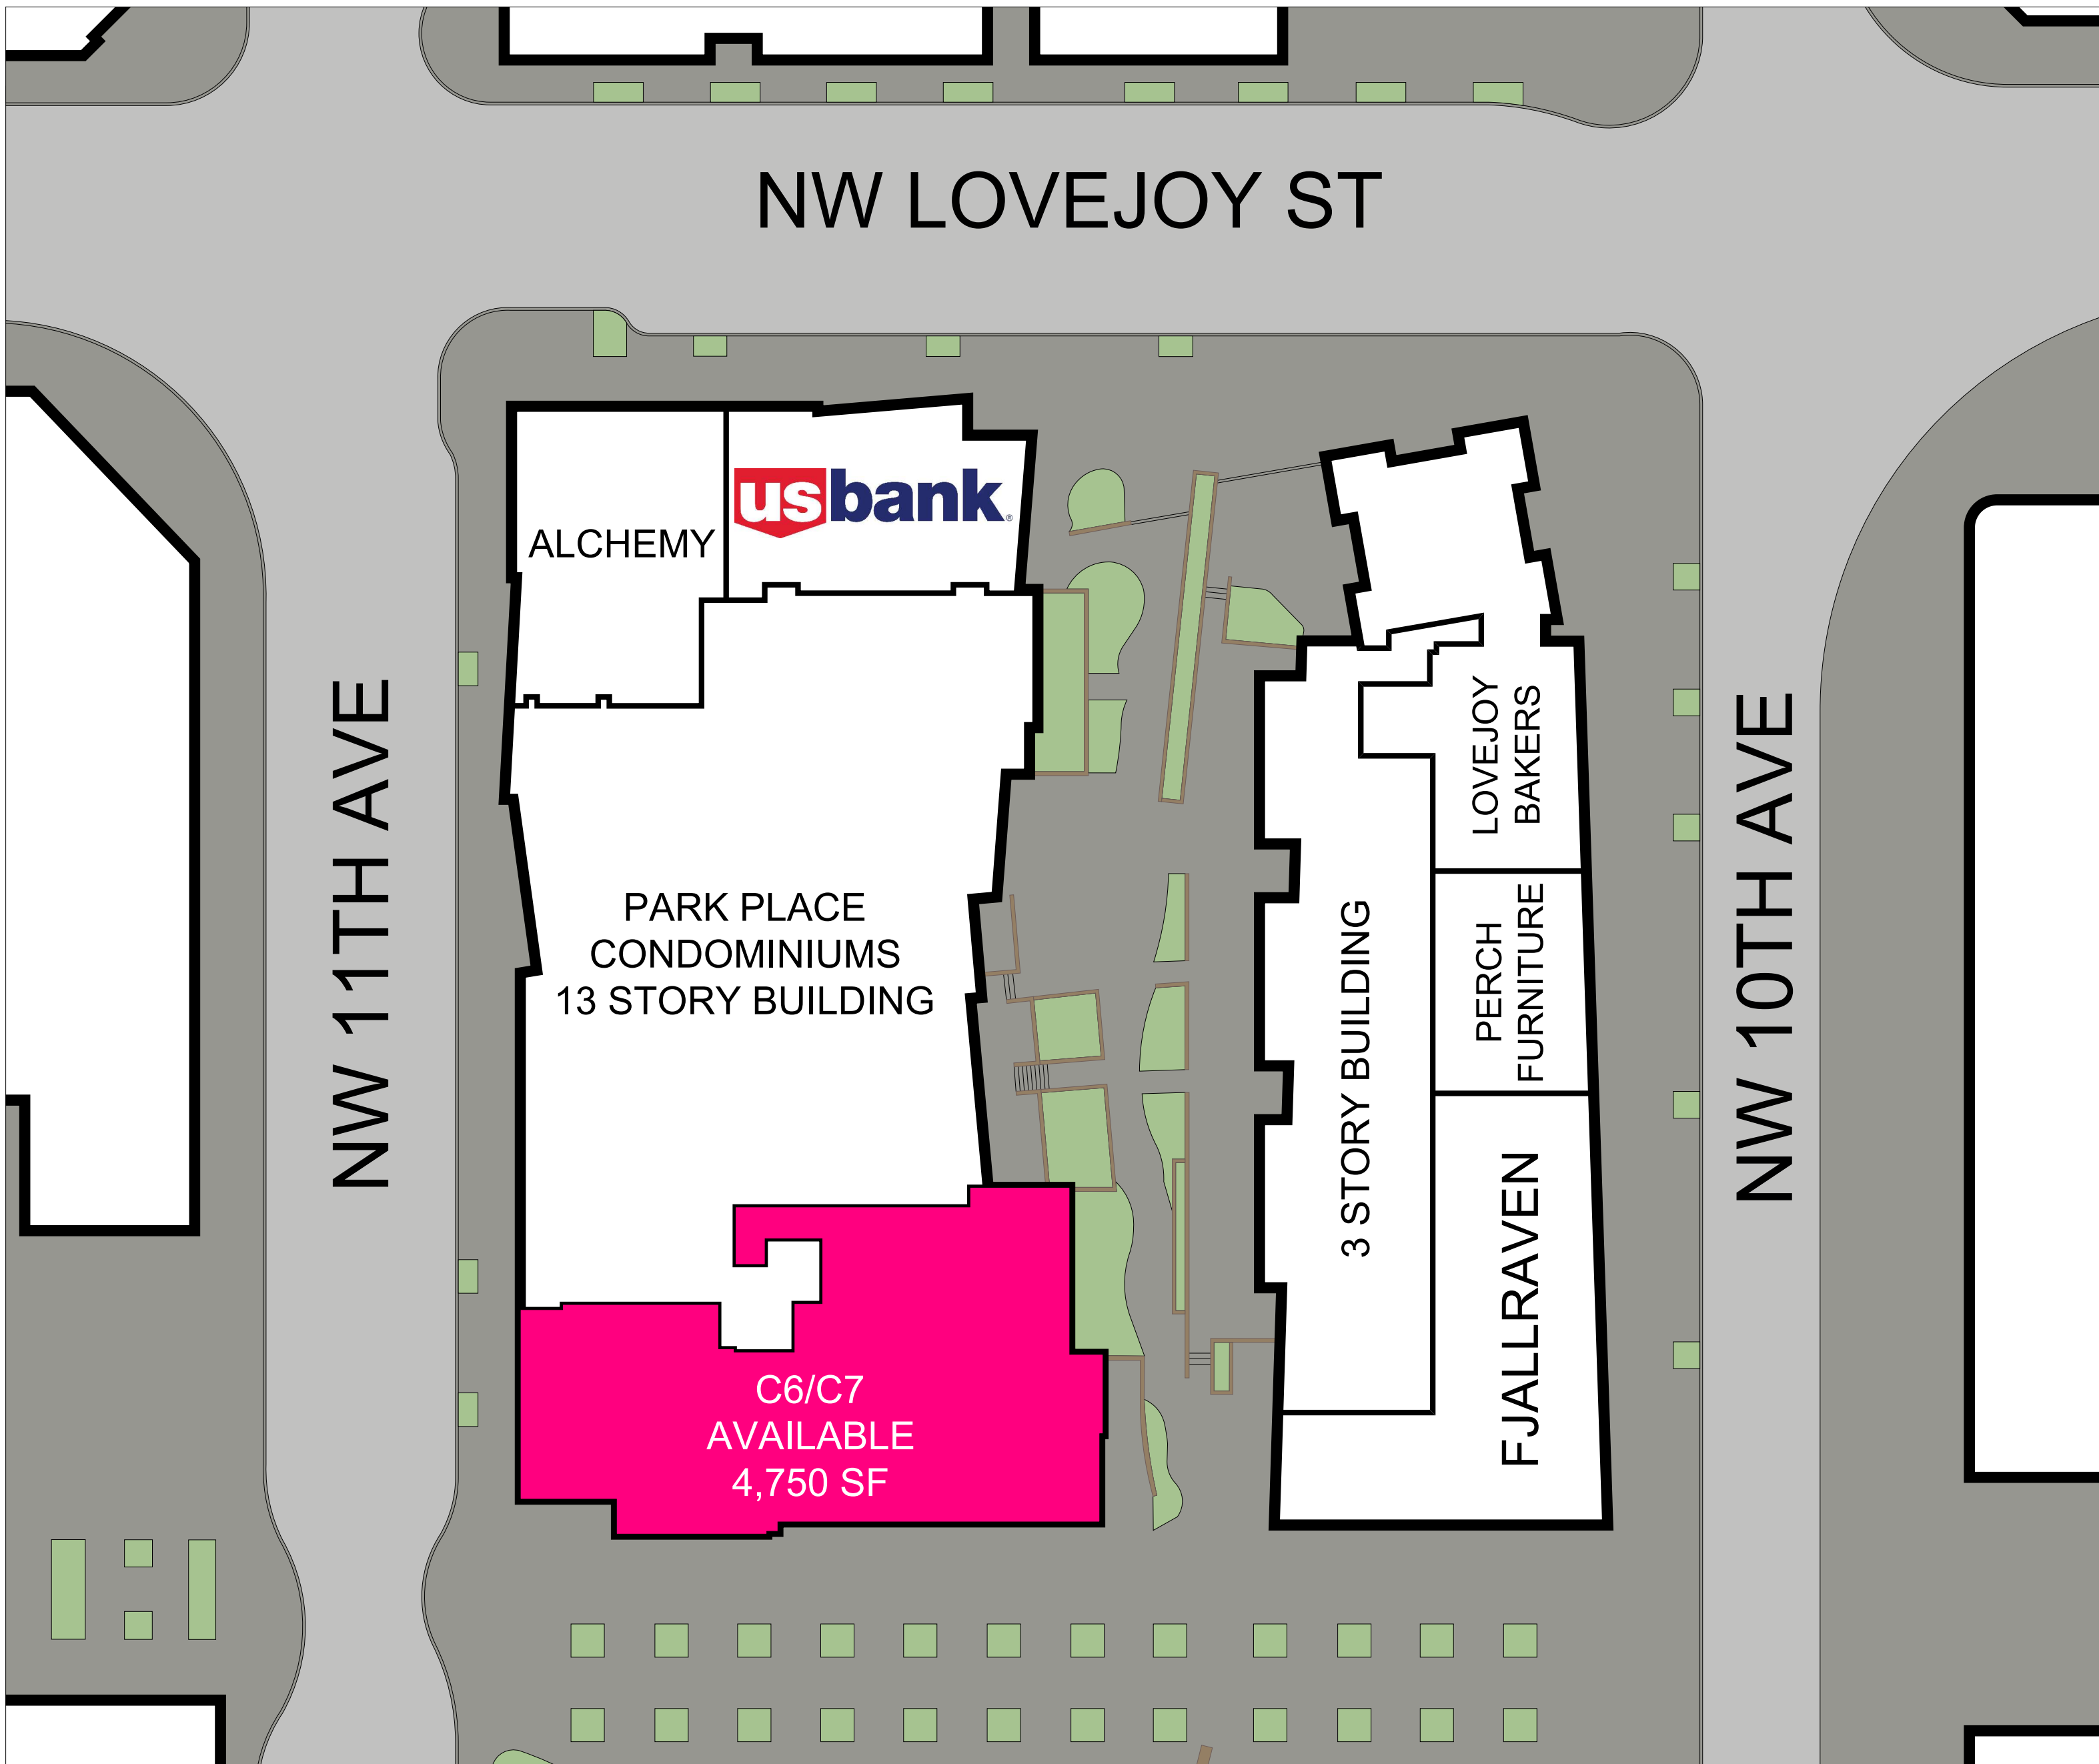 NW LOVEJOY ST
usbank®
ALCHEMY
NW 11TH AVE
PARK PLACE
CONDOMINIUMS
13 STORY BUILDING
C6/C7
AVAILABLE
4,750 SF
3 STORY BUILDING
LOVEJOY
BAKERS
PERCH
FURNITURE
FJALLRAVEN
NW 10TH AVE